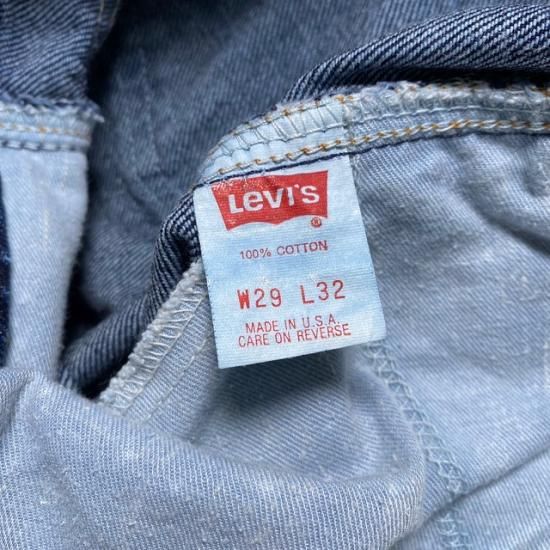 Levi's
®
100% COTTON
W29 L32
MADE IN U.S.A.
CARE ON REVERSE